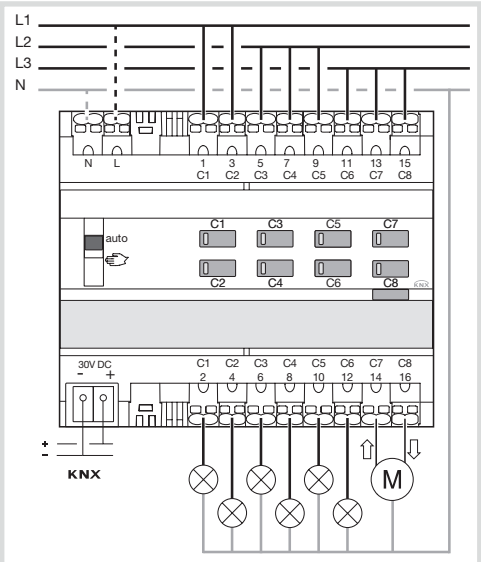 L1
L2
L3
N
N L 1 3 5 7 9 11 13 15
C1 C2 C3 C4 C5 C6 C7 C8
auto
C1 C3 C5 C7
C2 C4 C6 C8
KNX
30V DC
- +
C1 C2 C3 C4 C5 C6 C7 C8
2 4 6 8 10 12 14 16
+
-
KNX
M